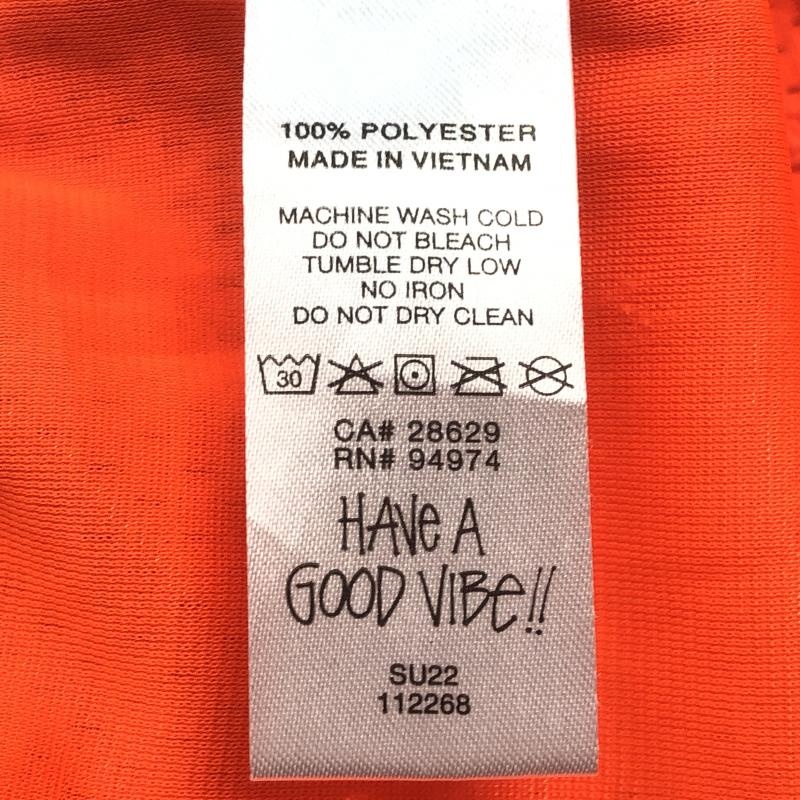 100% POLYESTER
MADE IN VIETNAM
MACHINE WASH COLD
DO NOT BLEACH
TUMBLE DRY LOW
NO IRON
DO NOT DRY CLEAN
30
CA# 28629
RN# 94974
HAVe A
GOOD VIBe!!
SU22
112268